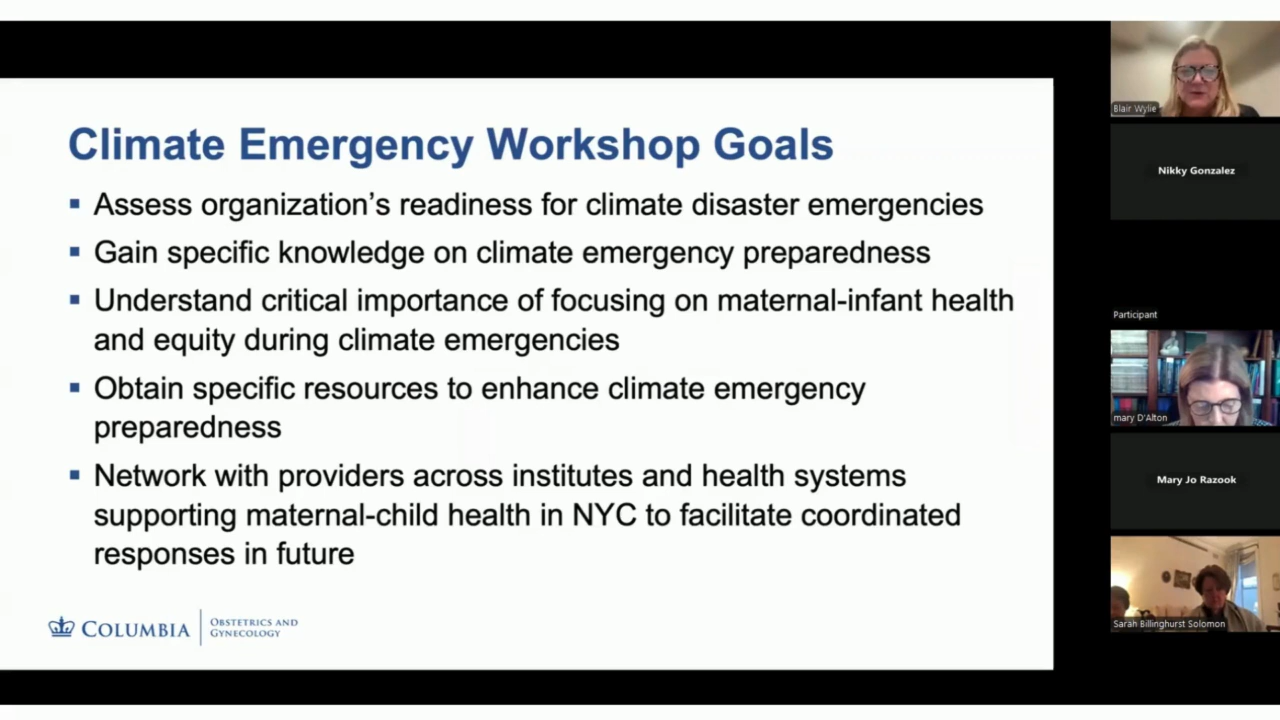 Climate Emergency Workshop Goals
▪ Assess organization's readiness for climate disaster emergencies
▪ Gain specific knowledge on climate emergency preparedness
▪ Understand critical importance of focusing on maternal-infant health
and equity during climate emergencies
▪ Obtain specific resources to enhance climate emergency
preparedness
▪ Network with providers across institutes and health systems
supporting maternal-child health in NYC to facilitate coordinated
responses in future
COLUMBIA
OBSTETRICS AND
GYNECOLOGY
Blair Wylie
Nikky Gonzalez
Participant
mary D'Alton
Mary Jo Razook
Sarah Billinghurst Solomon